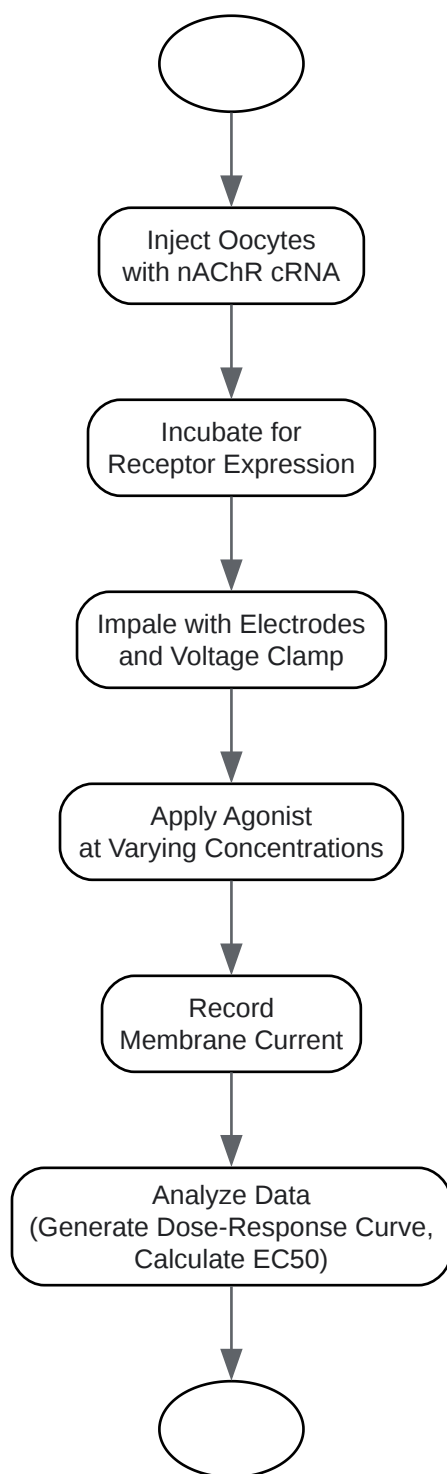 Inject Oocytes
with nAChR cRNA
Incubate for
Receptor Expression
Impale with Electrodes
and Voltage Clamp
Apply Agonist
at Varying Concentrations
Record
Membrane Current
Analyze Data
(Generate Dose-Response Curve,
Calculate EC50)